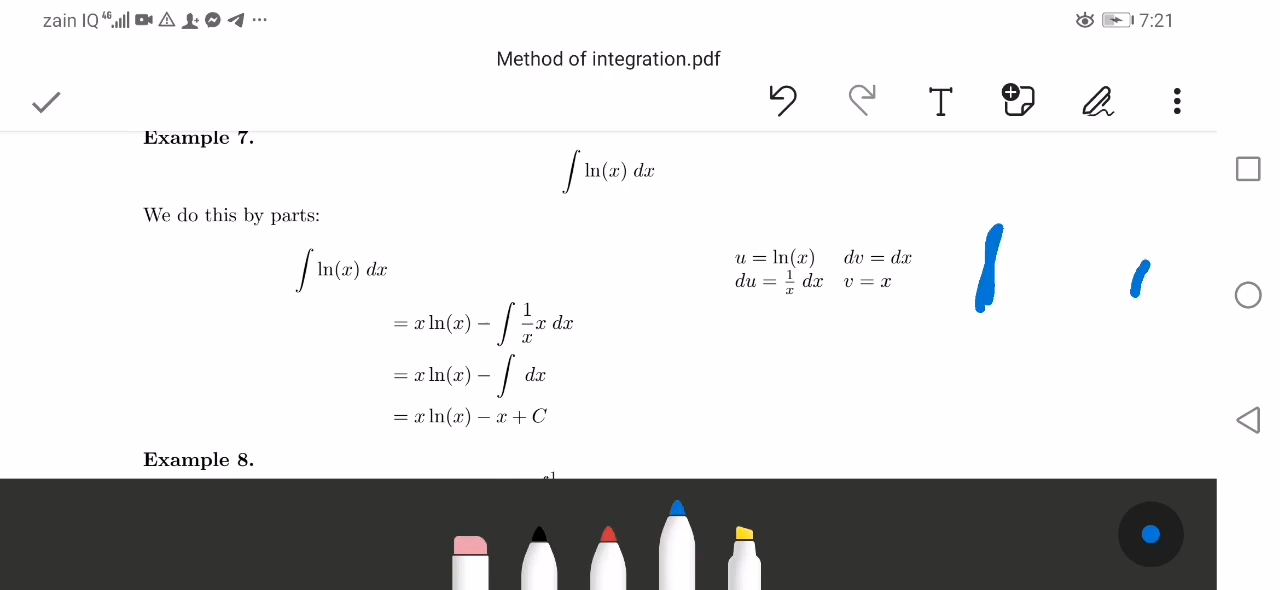 zain IQ 46 7:21
Method of integration.pdf
T
Example 7.
∫ ln(x) dx
We do this by parts:
∫ ln(x) dx u = ln(x) dv = dx
du = 1/x dx v = x
= x ln(x) − ∫ 1/x x dx
= x ln(x) − ∫ dx
= x ln(x) − x + C
Example 8.